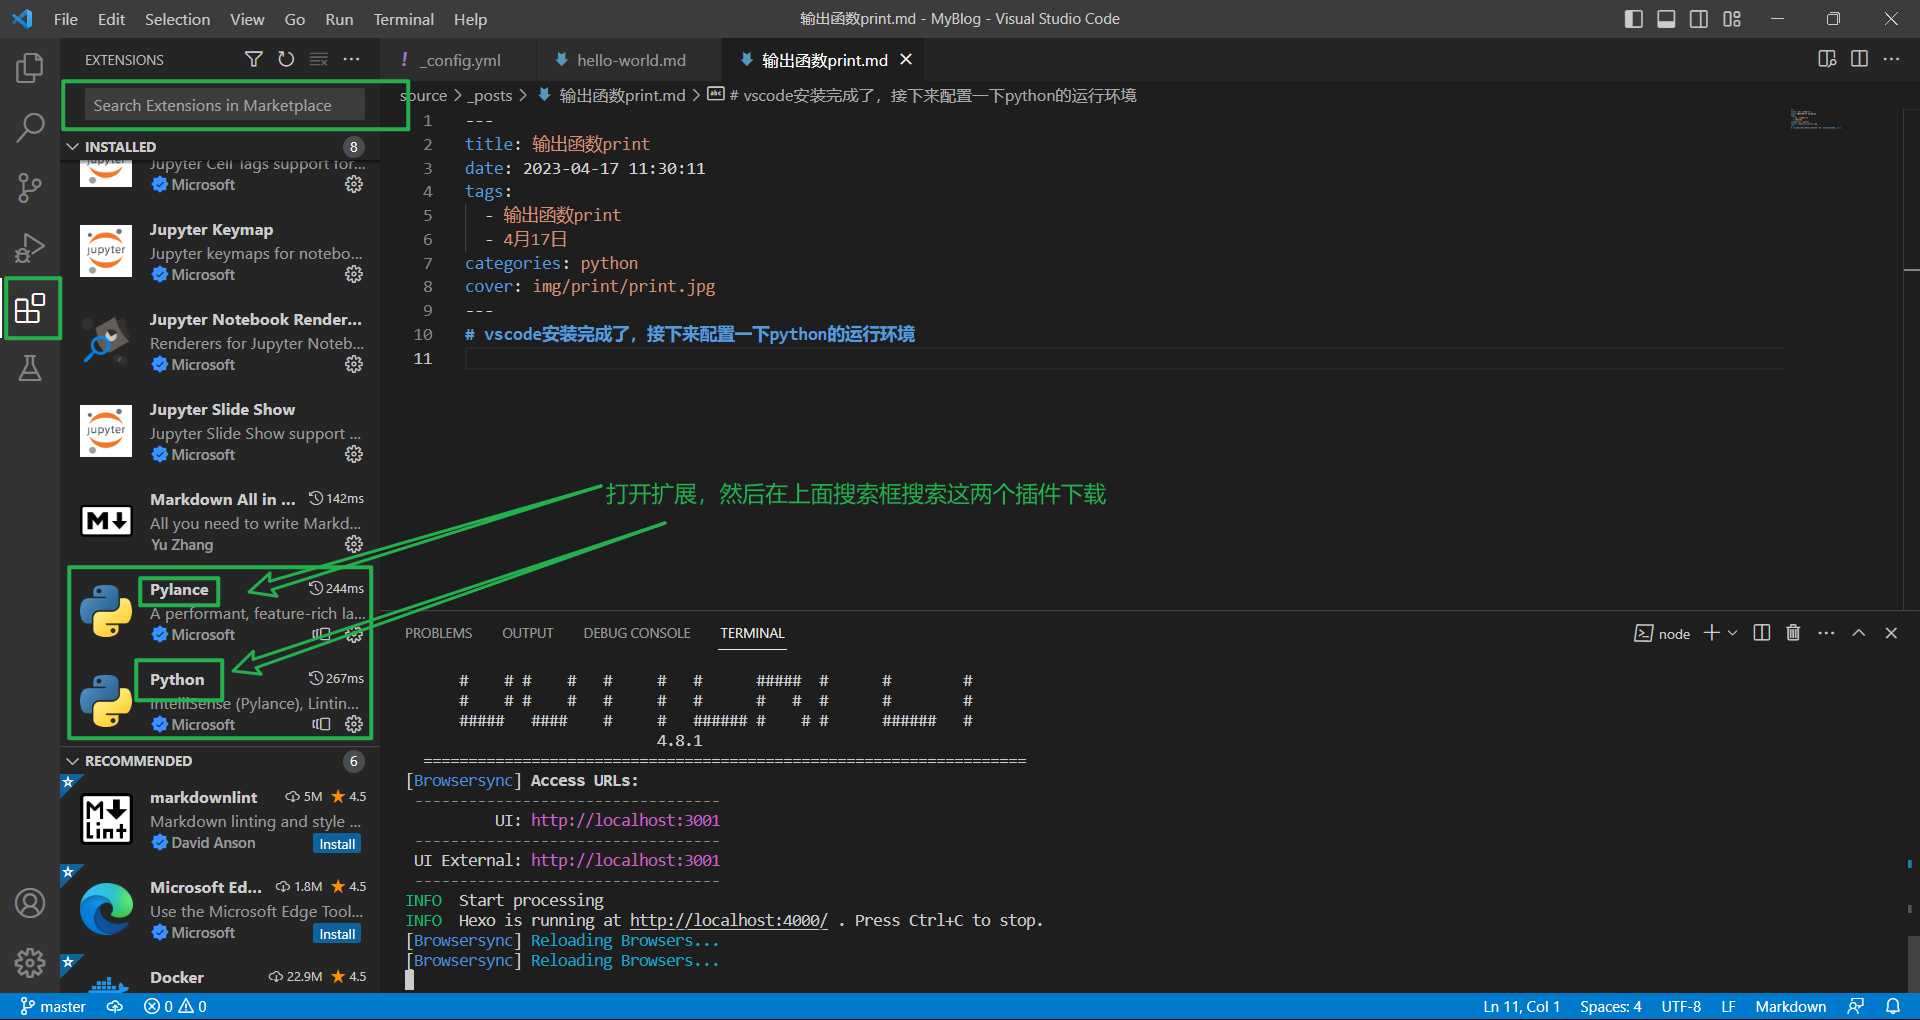 File Edit Selection View Go Run Terminal Help
输出函数print.md - MyBlog - Visual Studio Code
EXTENSIONS
Search Extensions in Marketplace
INSTALLED 8
Jupyter Cell Tags support for...
Microsoft
jupyter
Jupyter Keymap
Jupyter keymaps for notebo...
Microsoft
Jupyter Notebook Render...
Renderers for Jupyter Noteb...
Microsoft
jupyter
Jupyter Slide Show
Jupyter Slide Show support ...
Microsoft
Markdown All in ... 142ms
All you need to write Markd...
Yu Zhang
Pylance 244ms
A performant, feature-rich la...
Microsoft
Python 267ms
IntelliSense (Pylance), Lintin...
Microsoft
RECOMMENDED 6
markdownlint 5M 4.5
Markdown linting and style ...
David Anson Install
M Lint
Microsoft Ed... 1.8M 4.5
Use the Microsoft Edge Tool...
Microsoft Install
Docker 22.9M 4.5
! _config.yml hello-world.md 输出函数print.md
source > _posts > 输出函数print.md > # vscode安装完成了，接下来配置一下python的运行环境
1 ---
2 title: 输出函数print
3 date: 2023-04-17 11:30:11
4 tags:
5 - 输出函数print
6 - 4月17日
7 categories: python
8 cover: img/print/print.jpg
9 ---
10 # vscode安装完成了，接下来配置一下python的运行环境
11
打开扩展，然后在上面搜索框搜索这两个插件下载
PROBLEMS OUTPUT DEBUG CONSOLE TERMINAL
node
#    # #    #   #     #   #      #####  #      #        #
#    # #    #   #     #   #     #   #  #      #        #
#####   ####    #     #   ###### #    # #      ######   #
4.8.1
===================================================================
[Browsersync] Access URLs:
----------------------------------
UI: http://localhost:3001
----------------------------------
UI External: http://localhost:3001
----------------------------------
INFO  Start processing
INFO  Hexo is running at http://localhost:4000/ . Press Ctrl+C to stop.
[Browsersync] Reloading Browsers...
[Browsersync] Reloading Browsers...
master 0 0
Ln 11, Col 1 Spaces: 4 UTF-8 LF Markdown